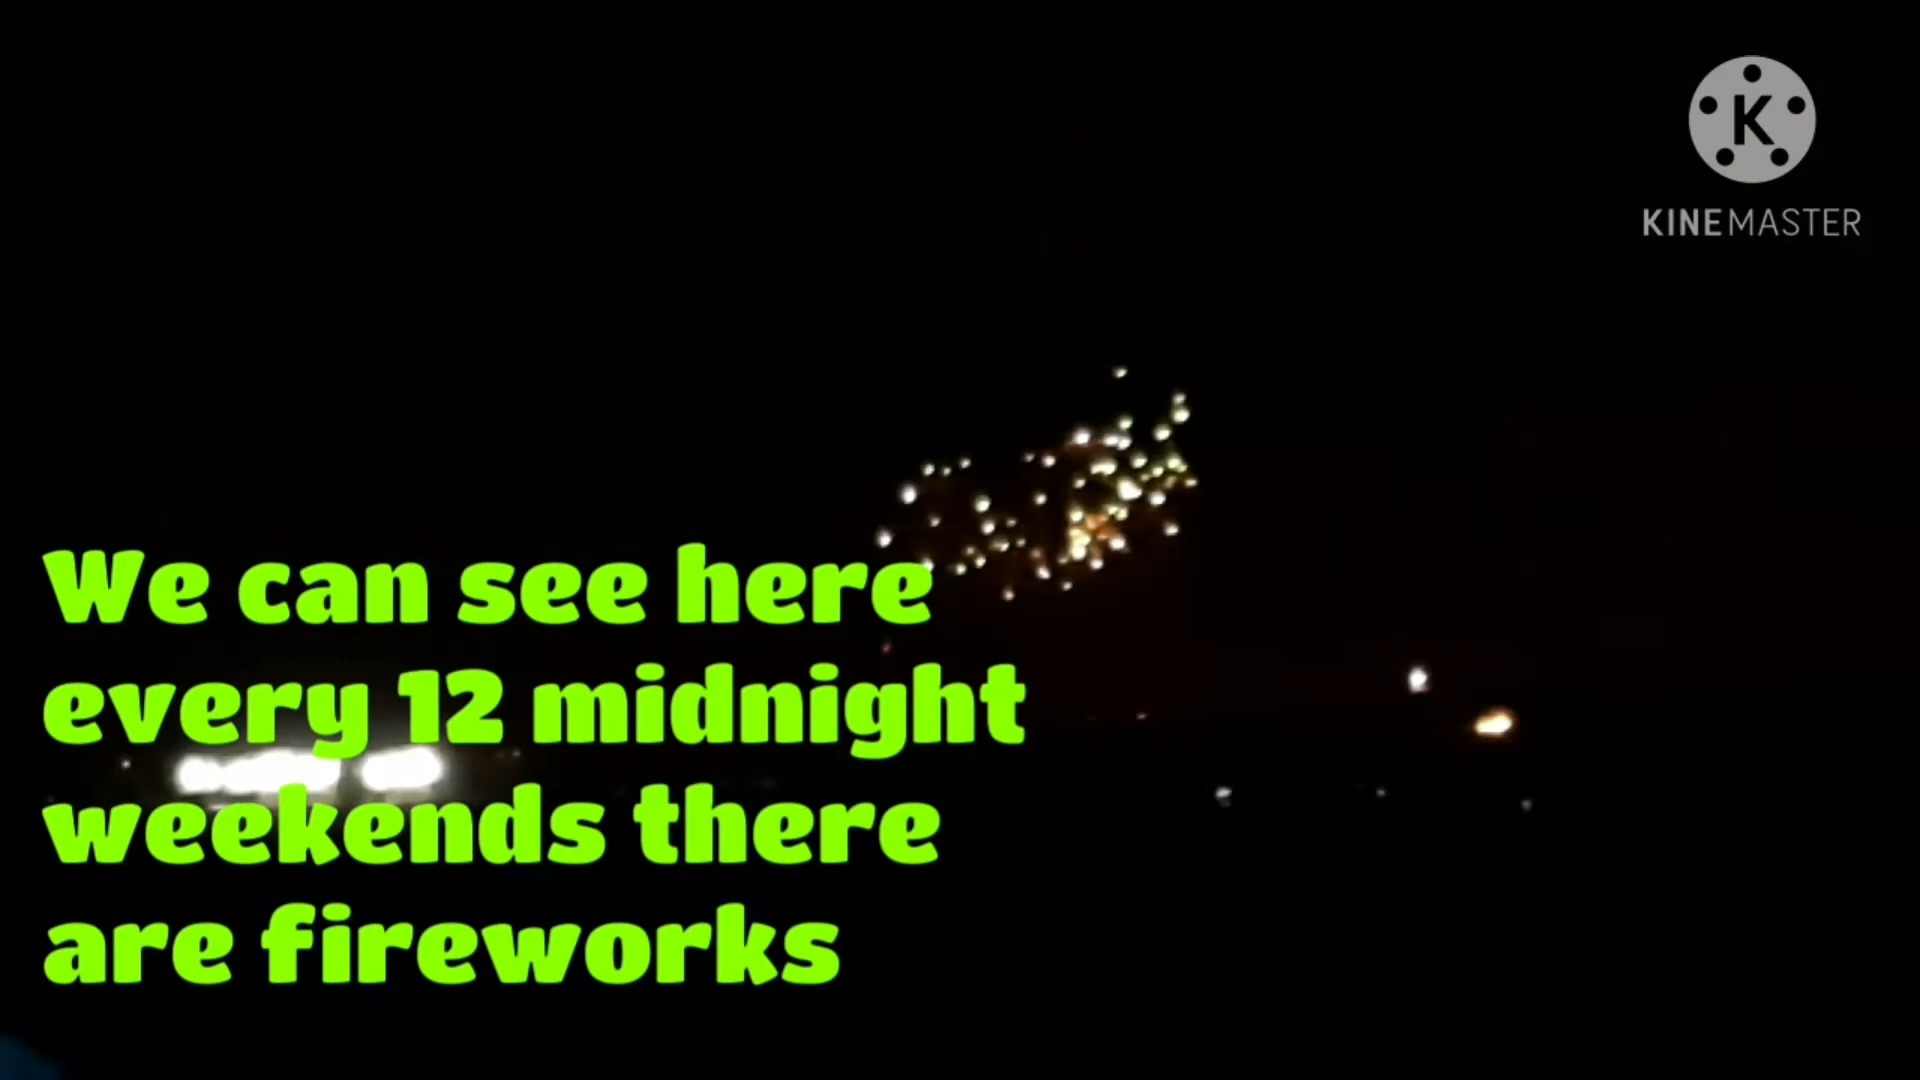 K
KINEMASTER
We can see here
every 12 midnight
weekends there
are fireworks